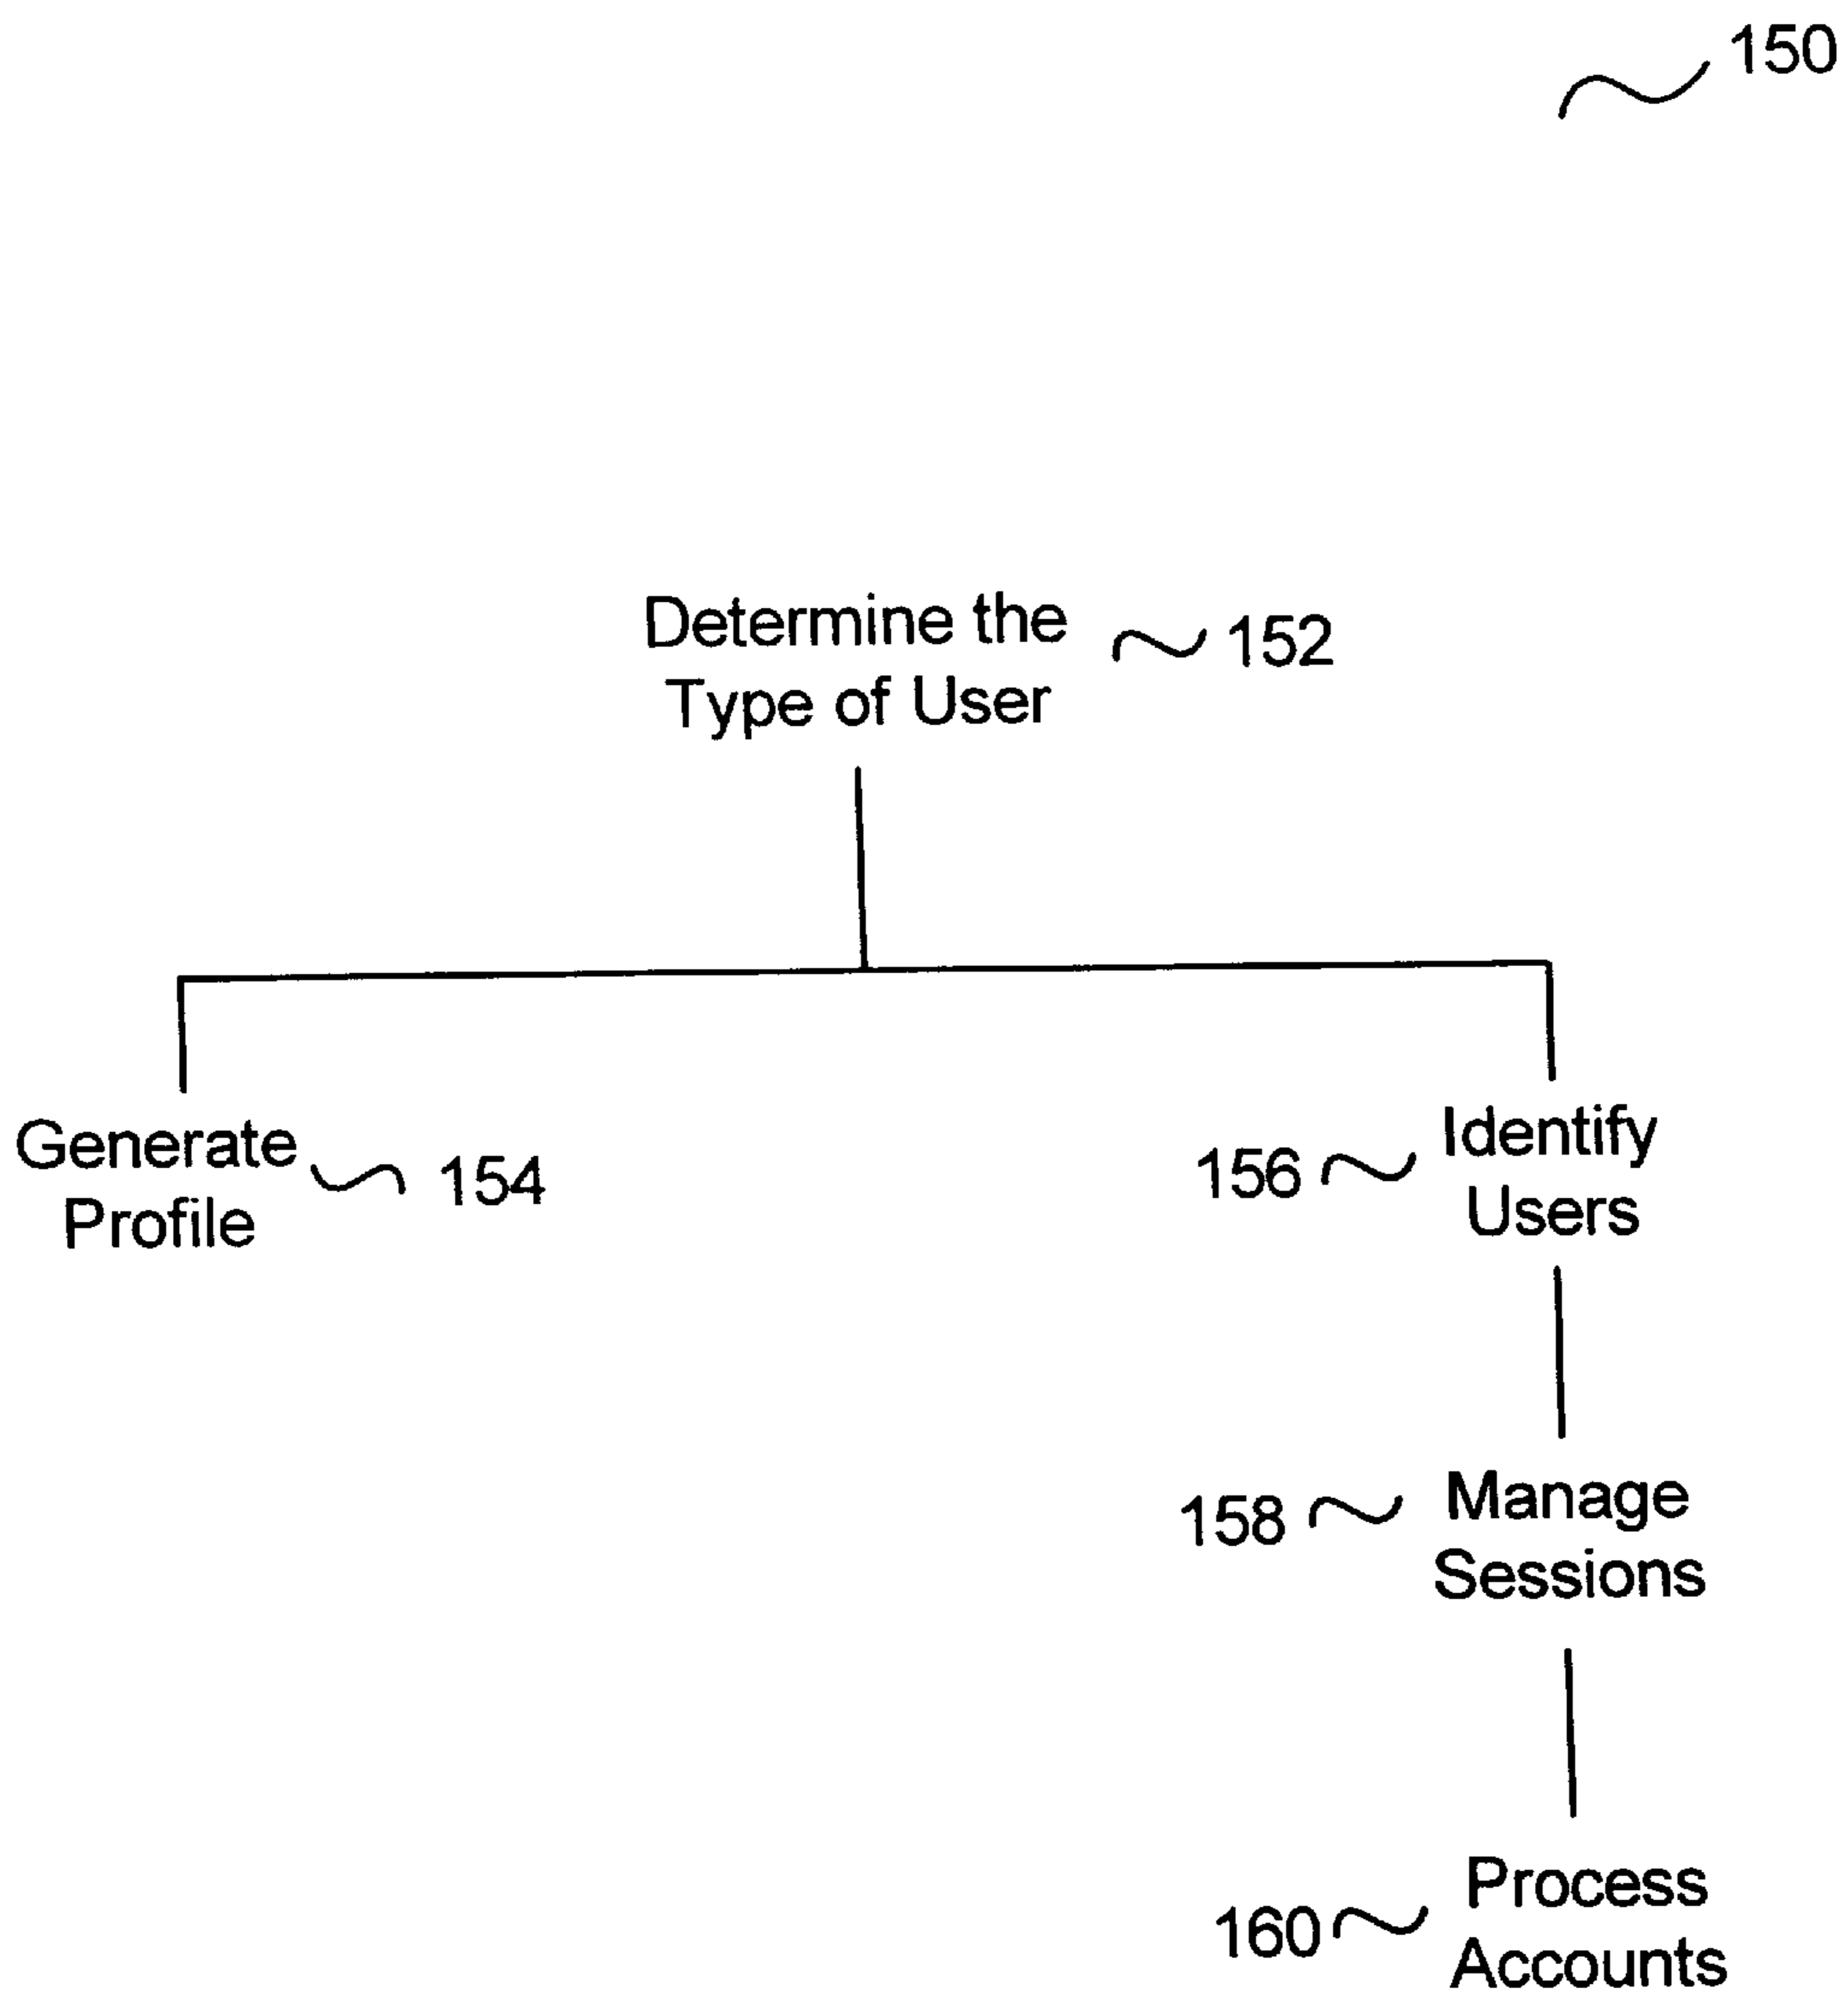 150
Determine the
Type of User
152
Generate
Profile
154
156
Identify
Users
158
Manage
Sessions
160
Process
Accounts